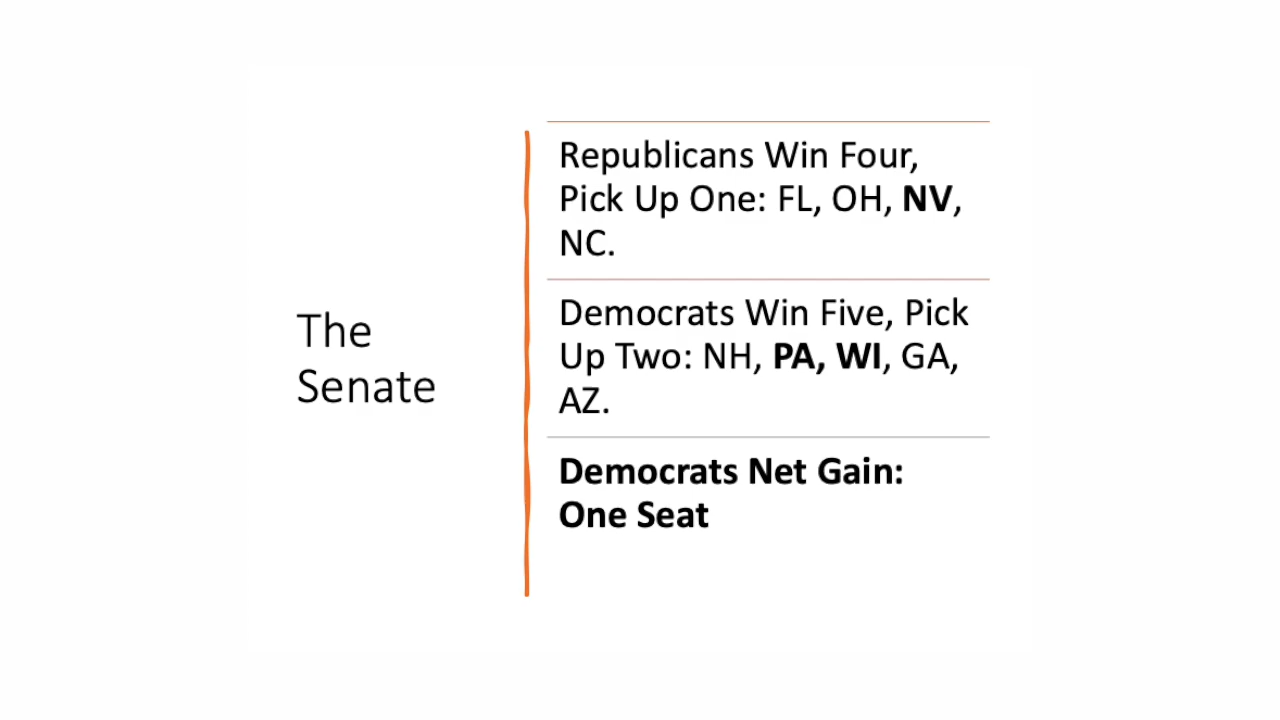 The
Senate
Republicans Win Four,
Pick Up One: FL, OH, NV,
NC.
Democrats Win Five, Pick
Up Two: NH, PA, WI, GA,
AZ.
Democrats Net Gain:
One Seat